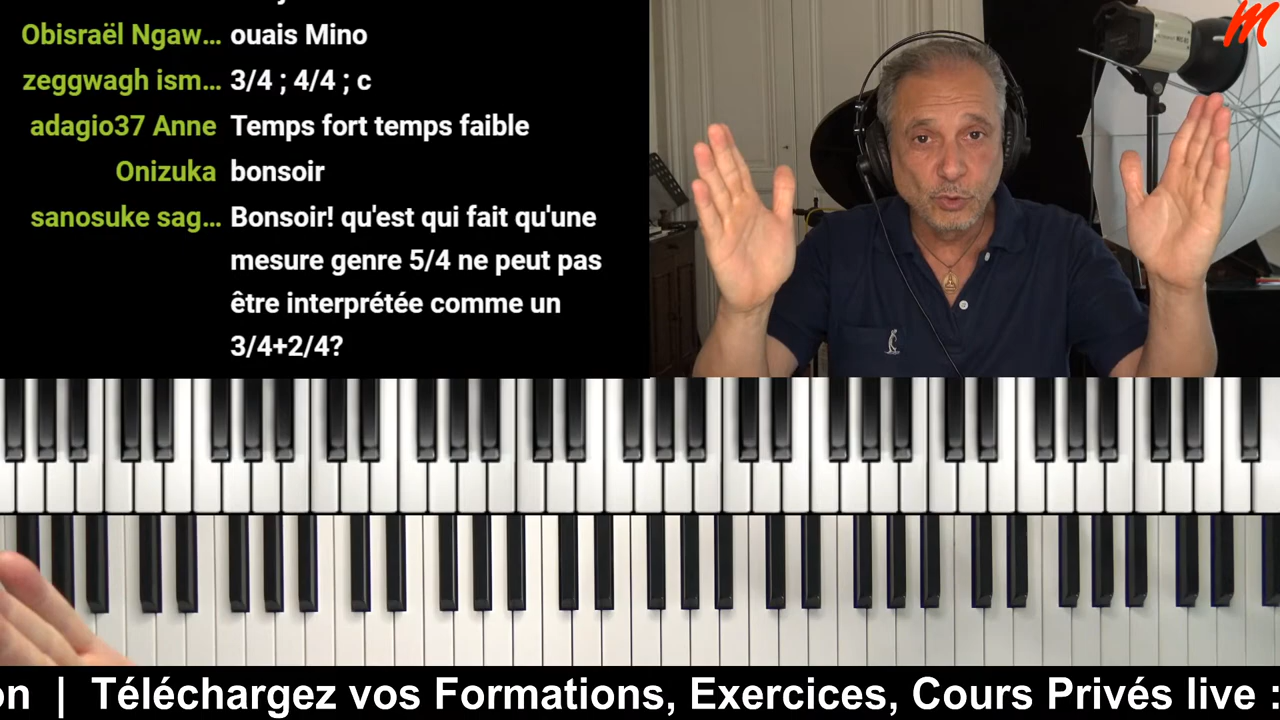 Obisraël Ngaw… ouais Mino
zeggwagh ism… 3/4 ; 4/4 ; c
adagio37 Anne Temps fort temps faible
Onizuka bonsoir
sanosuke sag… Bonsoir! qu'est qui fait qu'une
mesure genre 5/4 ne peut pas
être interprétée comme un
3/4+2/4?
on | Téléchargez vos Formations, Exercices, Cours Privés live :